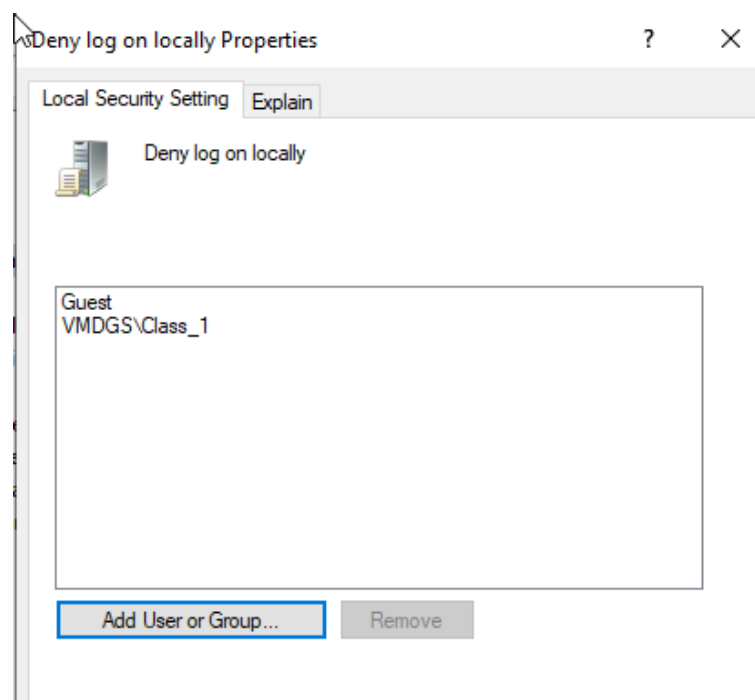 Deny log on locally Properties
?
Local Security Setting
Explain
Deny log on locally
Guest
VMDGS\Class_1
Add User or Group...
Remove